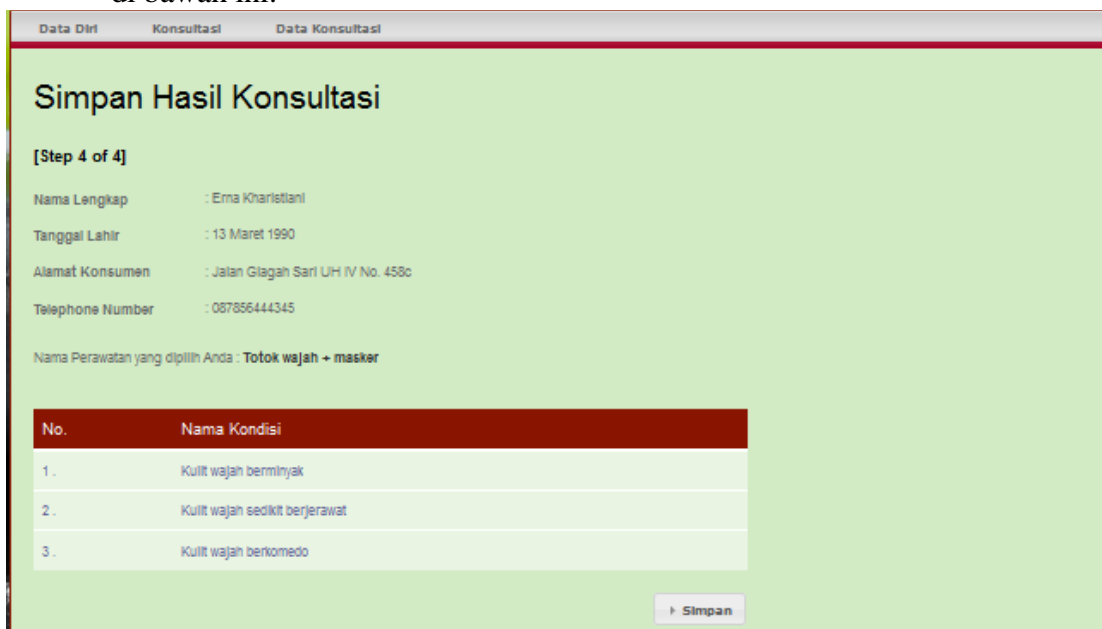 di bawah ini.
Data Diri Konsultasi Data Konsultasi
Simpan Hasil Konsultasi
[Step 4 of 4]
Nama Lengkap : Erna Kharistiani
Tanggal Lahir : 13 Maret 1990
Alamat Konsumen : Jalan Glagah Sari UH IV No. 458c
Telephone Number : 087856444345
Nama Perawatan yang dipilih Anda : Totok wajah + masker
No. Nama Kondisi
1 . Kulit wajah berminyak
2 . Kulit wajah sedikit berjerawat
3 . Kulit wajah berkomedo
Simpan